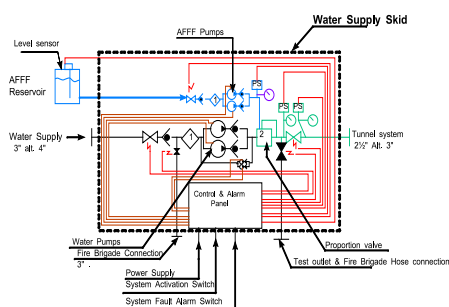 Water Supply Skid
AFFF Pumps
Level sensor
AFFF
Reservoir
PS
PS
PS
1
1
2
Water Supply
3" alt. 4"
Tunnel system
2½" Alt. 3"
Control & Alarm
Panel
Water Pumps
Proportion valve
Fire Brigade Connection
3" .
Test outlet & Fire Brigade Hose connection
Power Supply
System Activation Switch
System Fault Alarm Switch